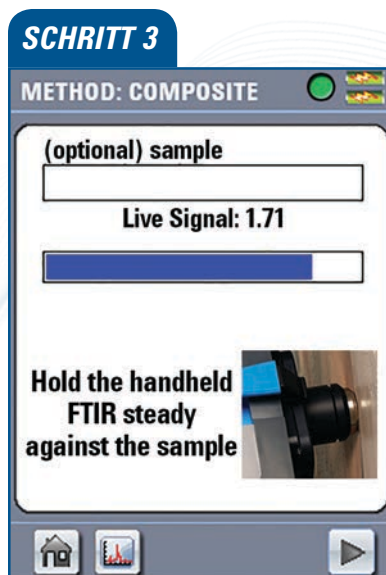 SCHRITT 3
METHOD: COMPOSITE
(optional) sample
Live Signal: 1.71
Hold the handheld
FTIR steady
against the sample